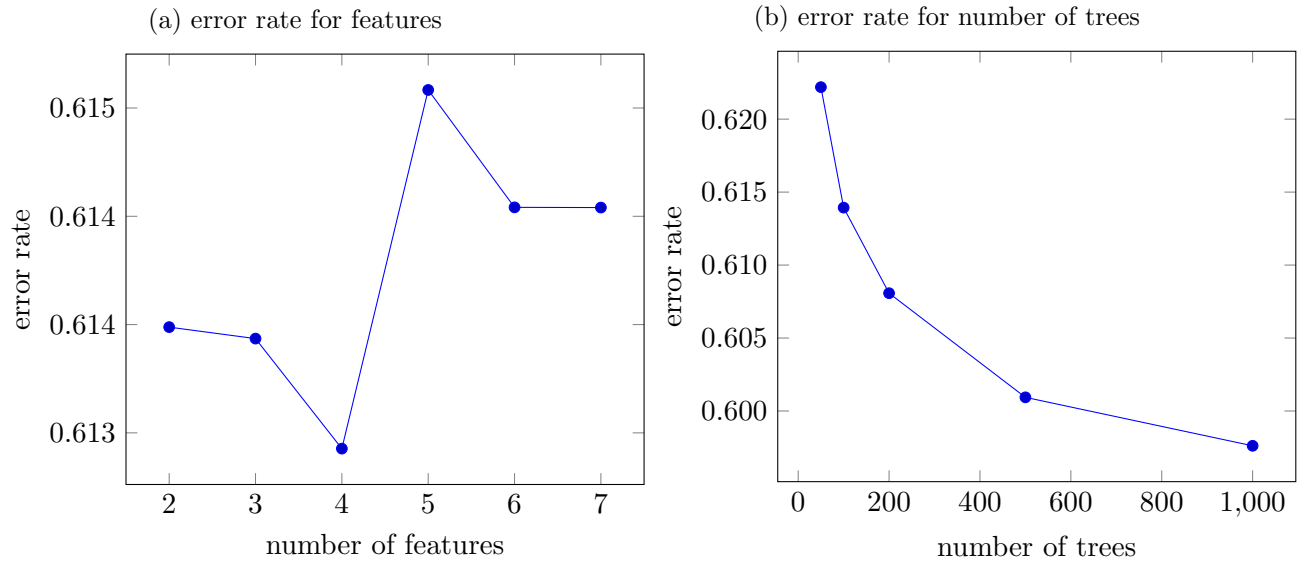 (a) error rate for features
0.615
0.614
0.614
0.613
error rate
2 3 4 5 6 7
number of features
(b) error rate for number of trees
0.620
0.615
0.610
0.605
0.600
error rate
0 200 400 600 800 1,000
number of trees